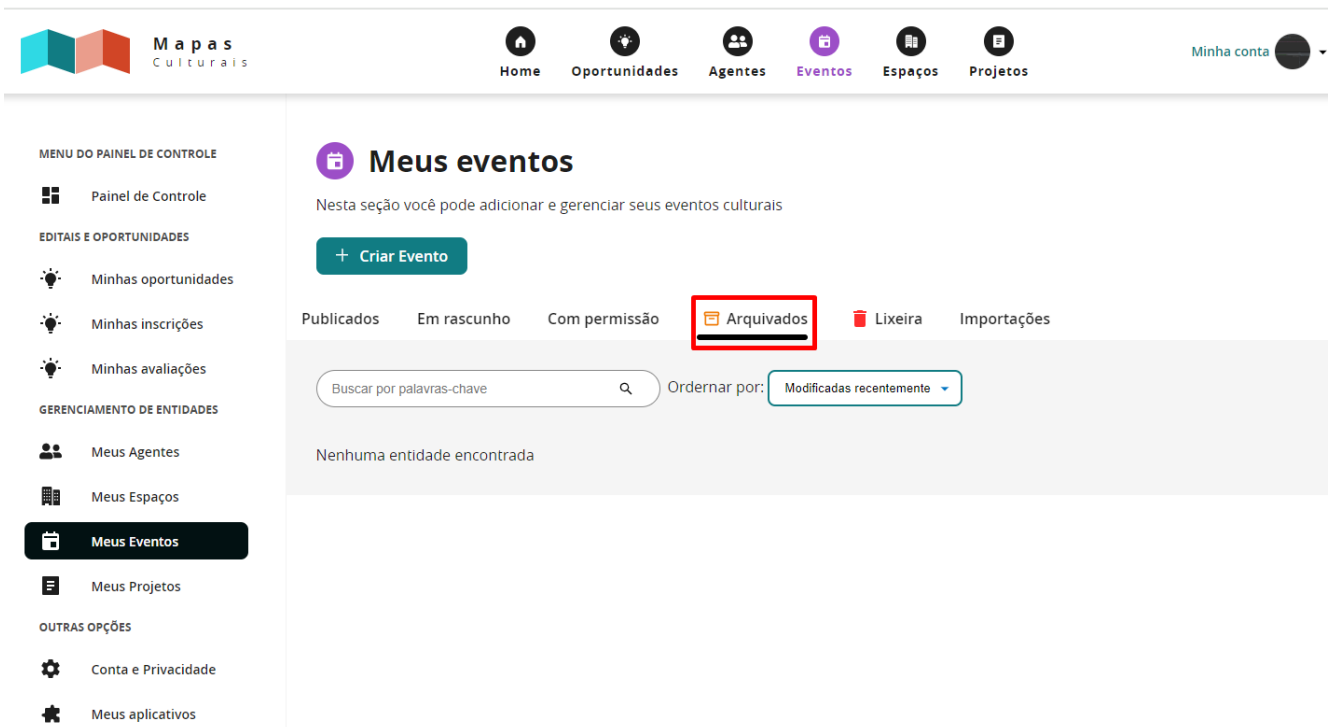 Mapas
Culturais
Home
Oportunidades
Agentes
Eventos
Espaços
Projetos
Minha conta
MENU DO PAINEL DE CONTROLE
Painel de Controle
EDITAIS E OPORTUNIDADES
Minhas oportunidades
Minhas inscrições
Minhas avaliações
GERENCIAMENTO DE ENTIDADES
Meus Agentes
Meus Espaços
Meus Eventos
Meus Projetos
OUTRAS OPÇÕES
Conta e Privacidade
Meus aplicativos
Meus eventos
Nesta seção você pode adicionar e gerenciar seus eventos culturais
+ Criar Evento
Publicados
Em rascunho
Com permissão
Arquivados
Lixeira
Importações
Buscar por palavras-chave
Ordernar por:
Modificadas recentemente
Nenhuma entidade encontrada